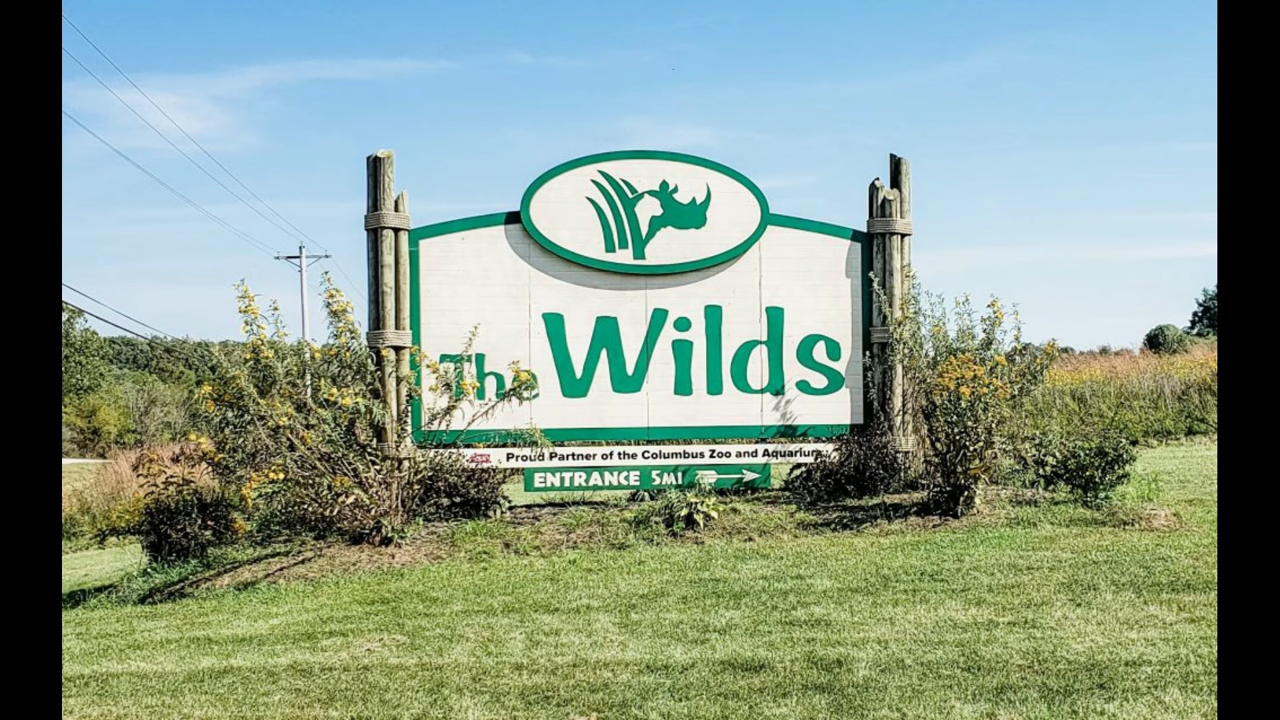 The Wilds
Proud Partner of the Columbus Zoo and Aquarium
ENTRANCE 5MI